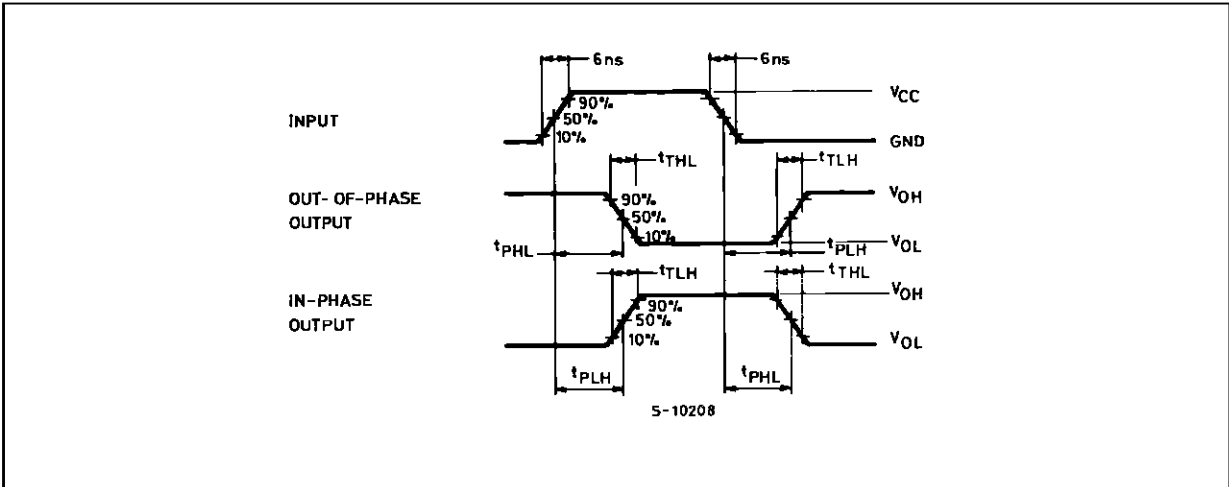 6ns 6ns
VCC
90%
INPUT
50%
10%
GND
tTHL tTLH
OUT-OF-PHASE
OUTPUT
90%
VOH
50%
10%
VOL
tPHL tPLH
tTLH tTHL
IN-PHASE
OUTPUT
VOH
90%
50%
10%
VOL
tPLH tPHL
S-10208